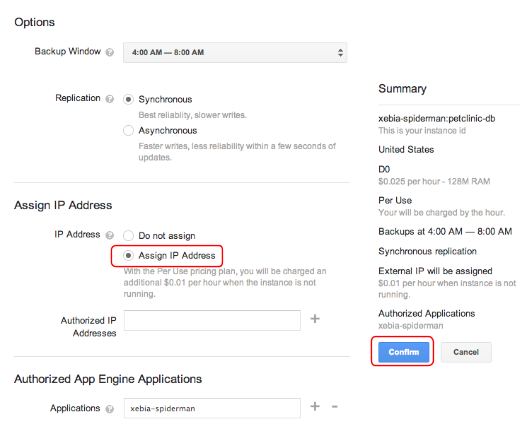 Options
Backup Window
4:00 AM — 8:00 AM
Replication
Synchronous
Best reliablity, slower writes.
Asynchronous
Faster writes, less reliability within a few seconds of
updates.
Assign IP Address
IP Address
Do not assign
Assign IP Address
With the Per Use pricing plan, you will be charged an
additional $0.01 per hour when the instance is not
running.
Authorized IP
Addresses
Authorized App Engine Applications
Applications
xebia-spiderman
Summary
xebia-spiderman:petclinic-db
This is your instance id
United States
D0
$0.025 per hour - 128M RAM
Per Use
Your will be charged by the hour.
Backups at 4:00 AM — 8:00 AM
Synchronous replication
External IP will be assigned
$0.01 per hour when instance is not
running.
Authorized Applications
xebia-spiderman
Confirm
Cancel